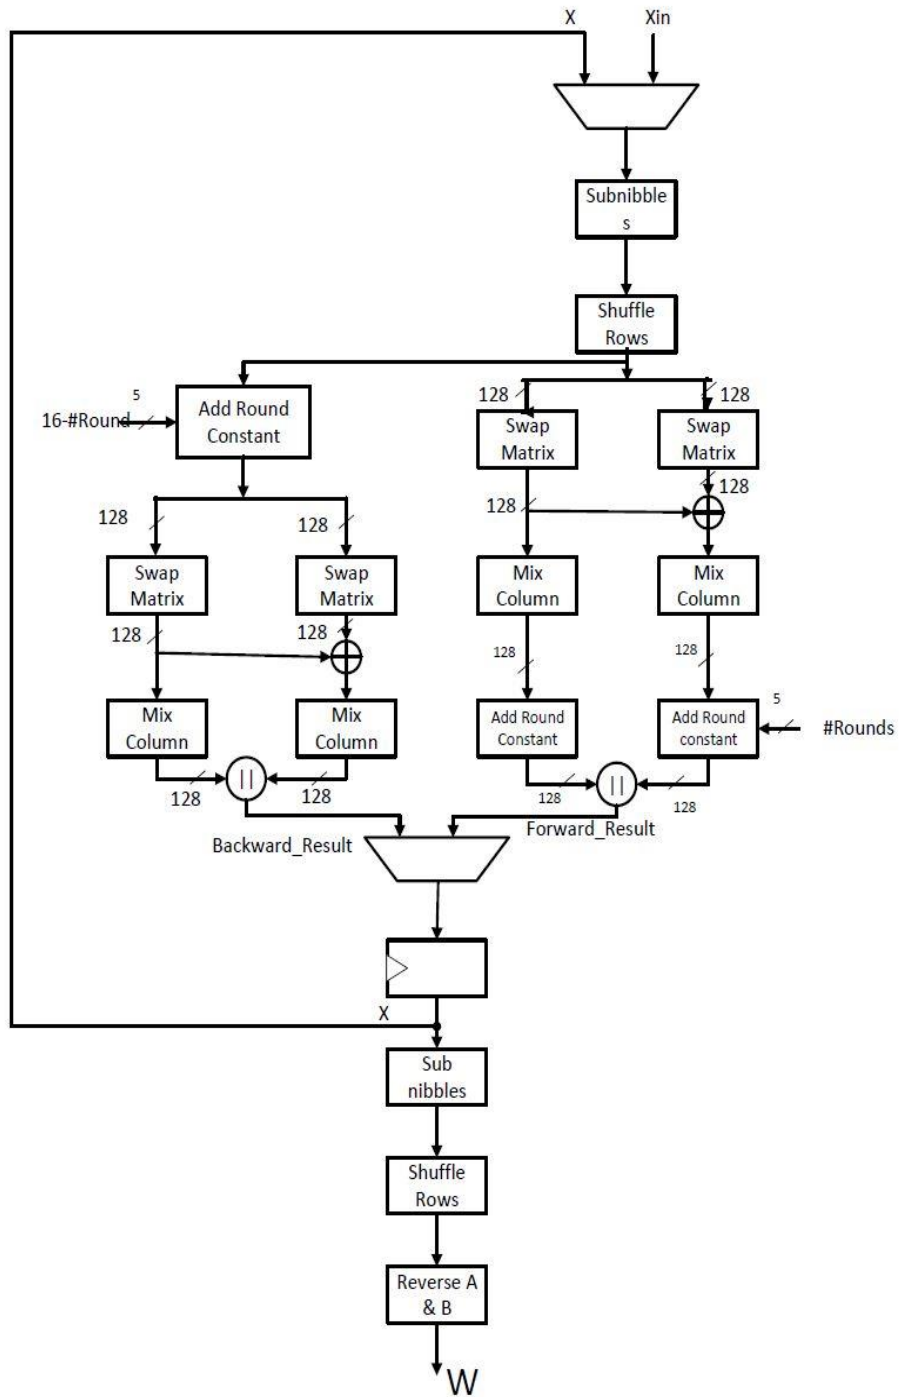 X Xin
Subnibble
s
Shuffle
Rows
5
16-#Round
Add Round
Constant
128 128
Swap
Matrix
Swap
Matrix
128 128
128 128
Swap
Matrix
Swap
Matrix
Mix
Column
Mix
Column
128 128
128 128
Mix
Column
Mix
Column
Add Round
Constant
Add Round
constant
5
#Rounds
128 || 128
128 || 128
Backward_Result
Forward_Result
X
Sub
nibbles
Shuffle
Rows
Reverse A
& B
W